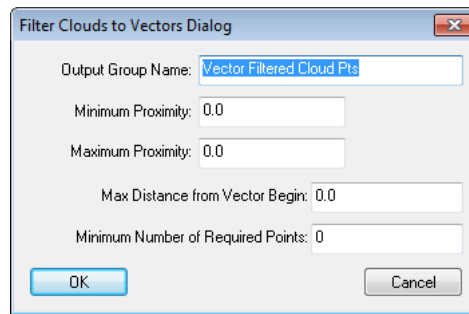 Filter Clouds to Vectors Dialog
Output Group Name: Vector Filtered Cloud Pts
Minimum Proximity: 0.0
Maximum Proximity: 0.0
Max Distance from Vector Begin: 0.0
Minimum Number of Required Points: 0
OK Cancel